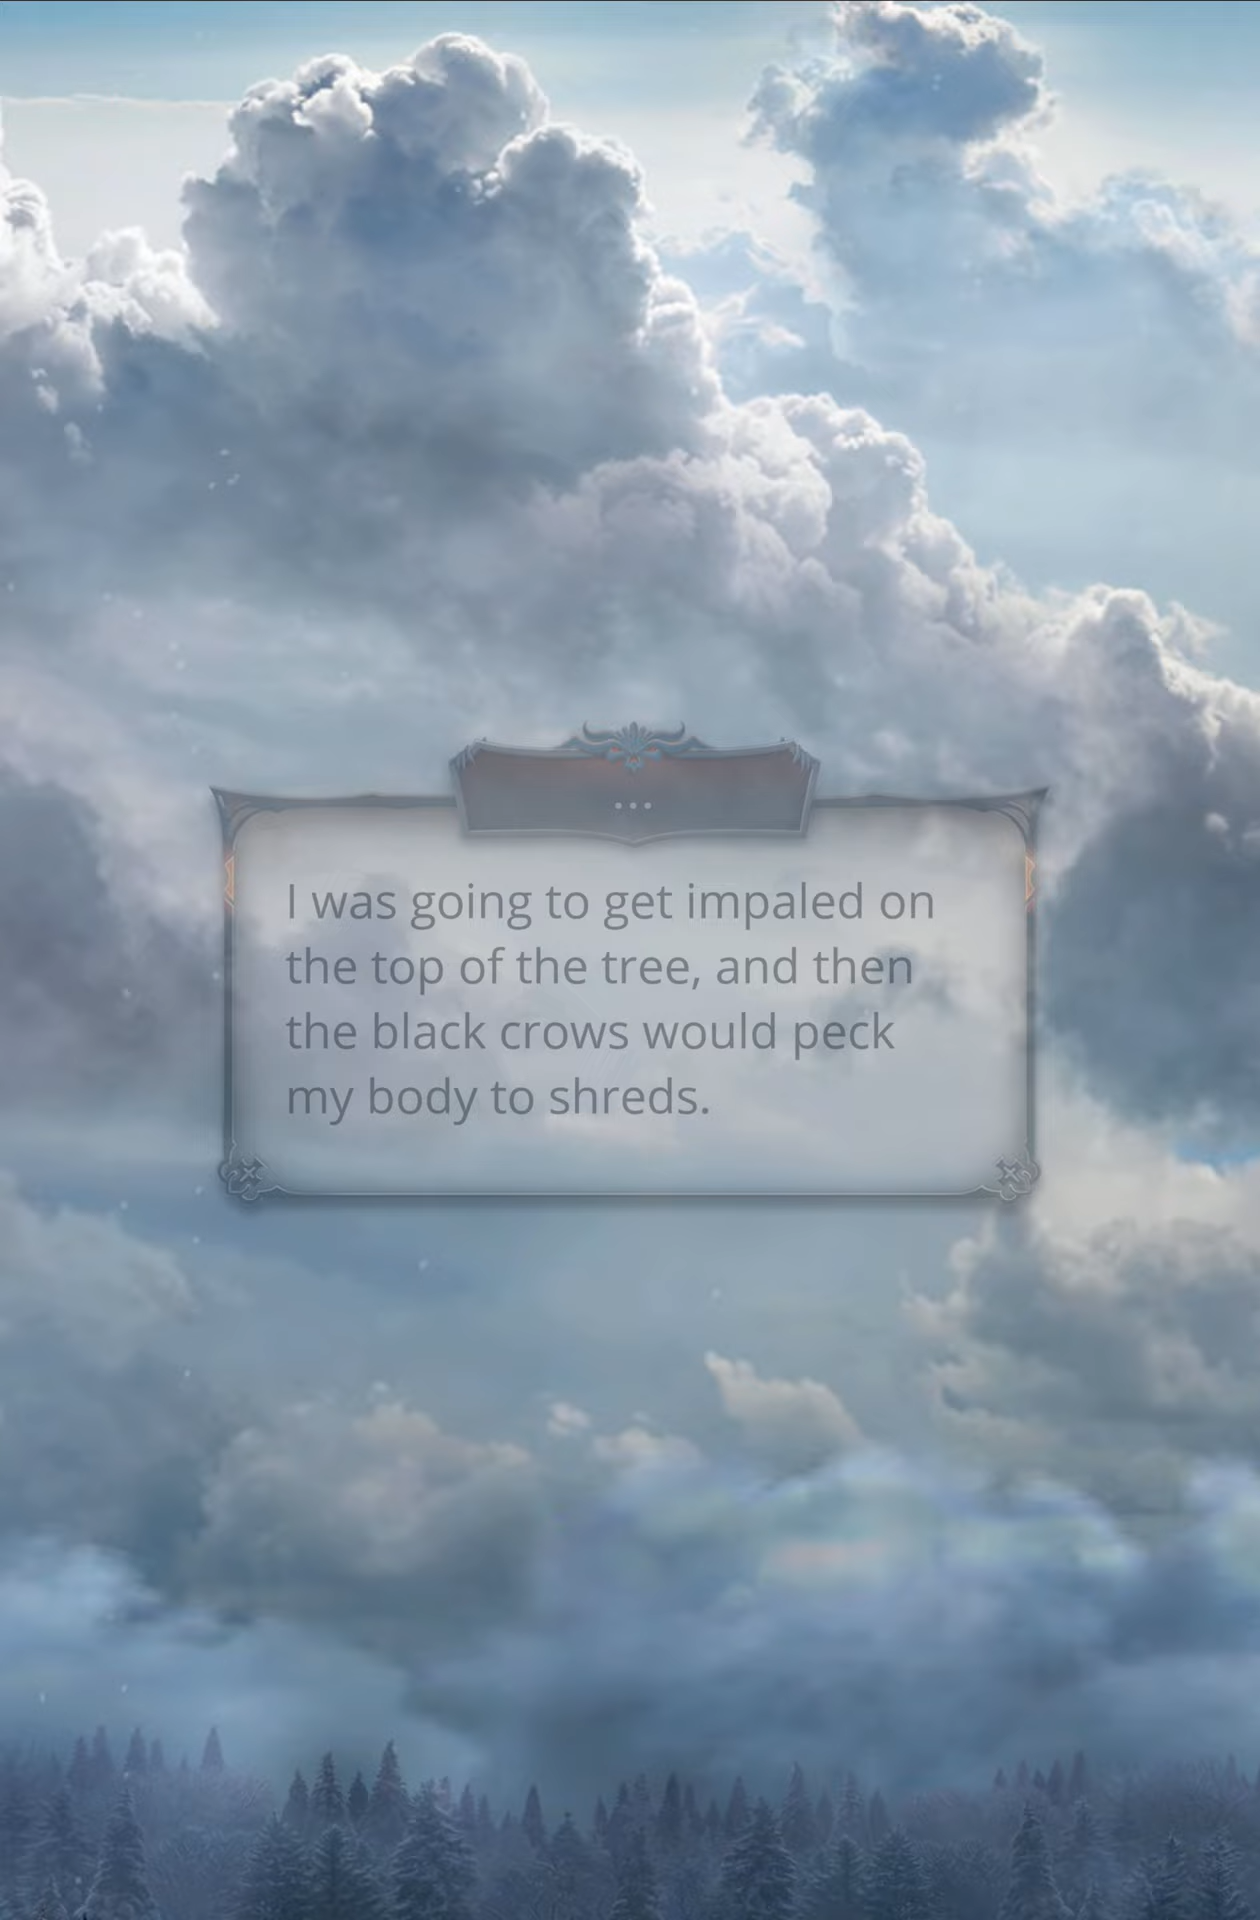 ...
I was going to get impaled on
the top of the tree, and then
the black crows would peck
my body to shreds.